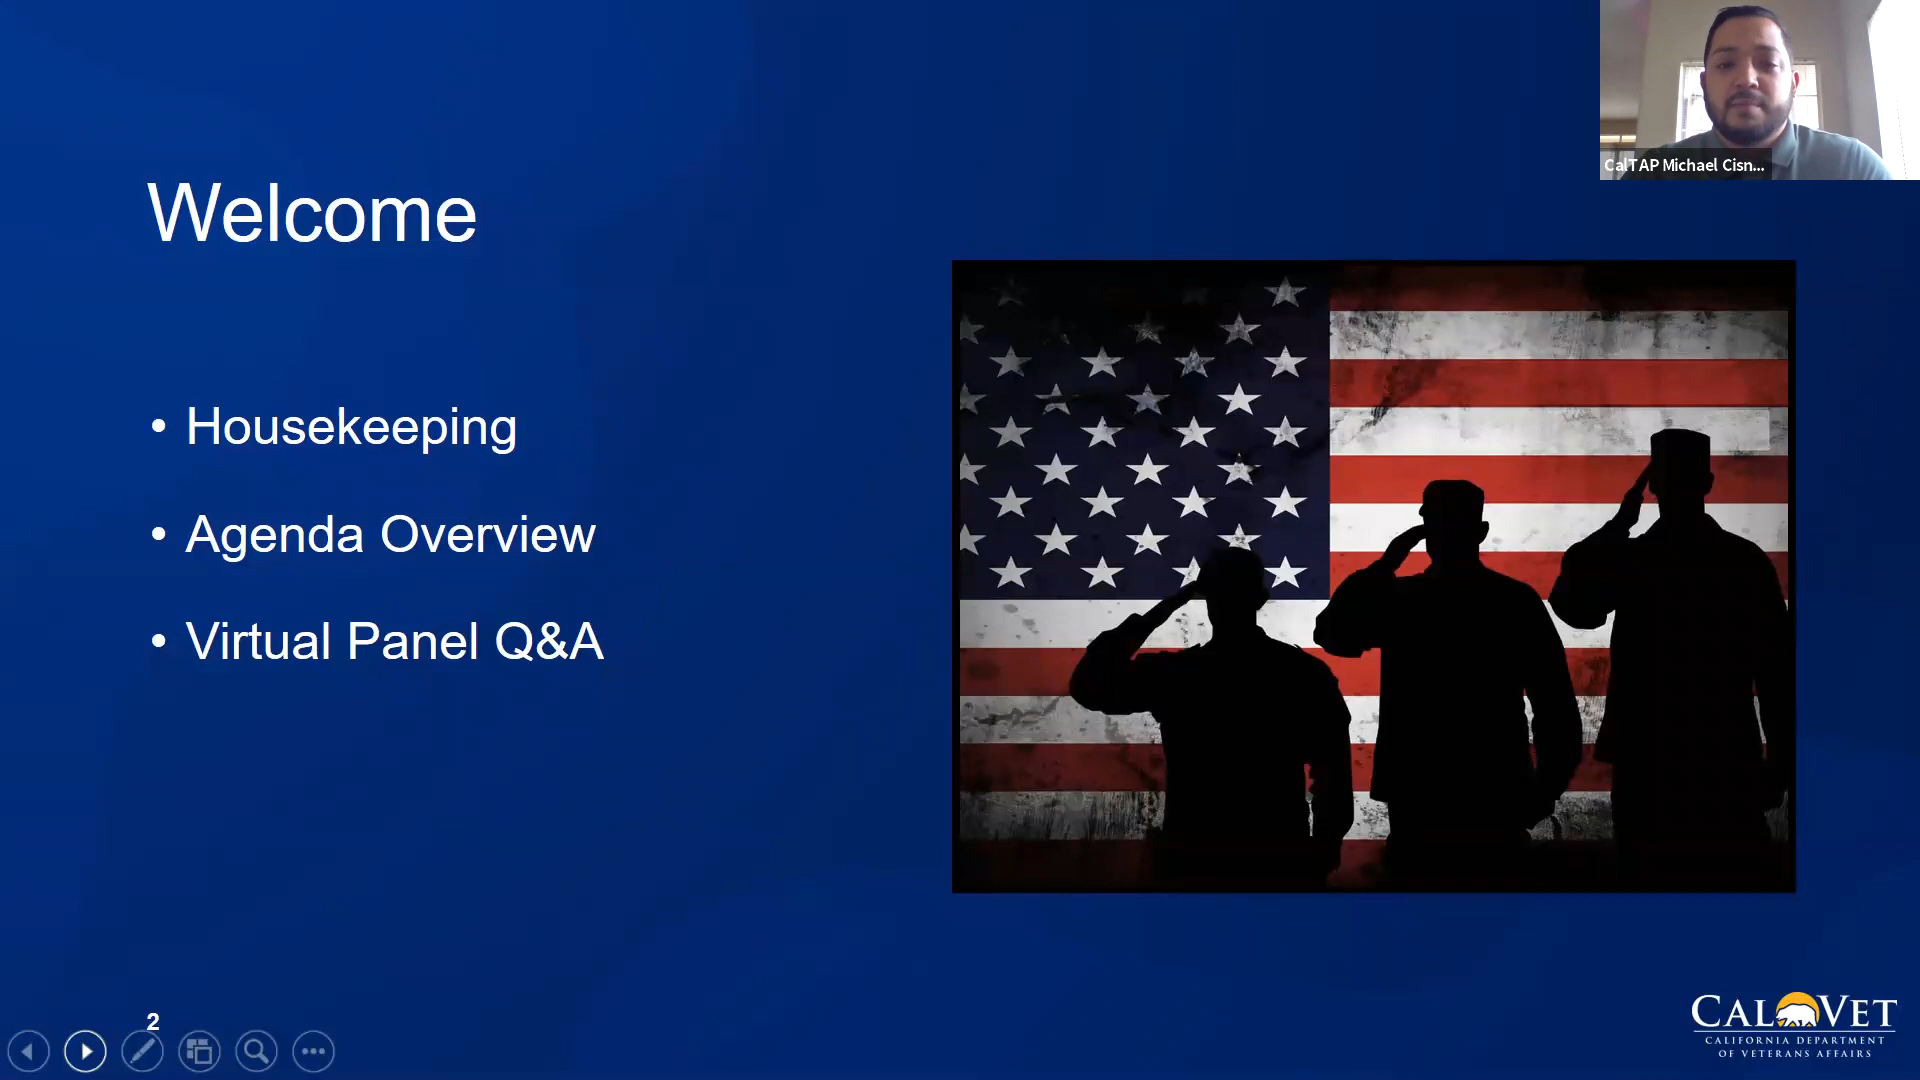 CalTAP Michael Cisn...
Welcome
• Housekeeping
• Agenda Overview
• Virtual Panel Q&A
2
CALVET
CALIFORNIA DEPARTMENT
OF VETERANS AFFAIRS